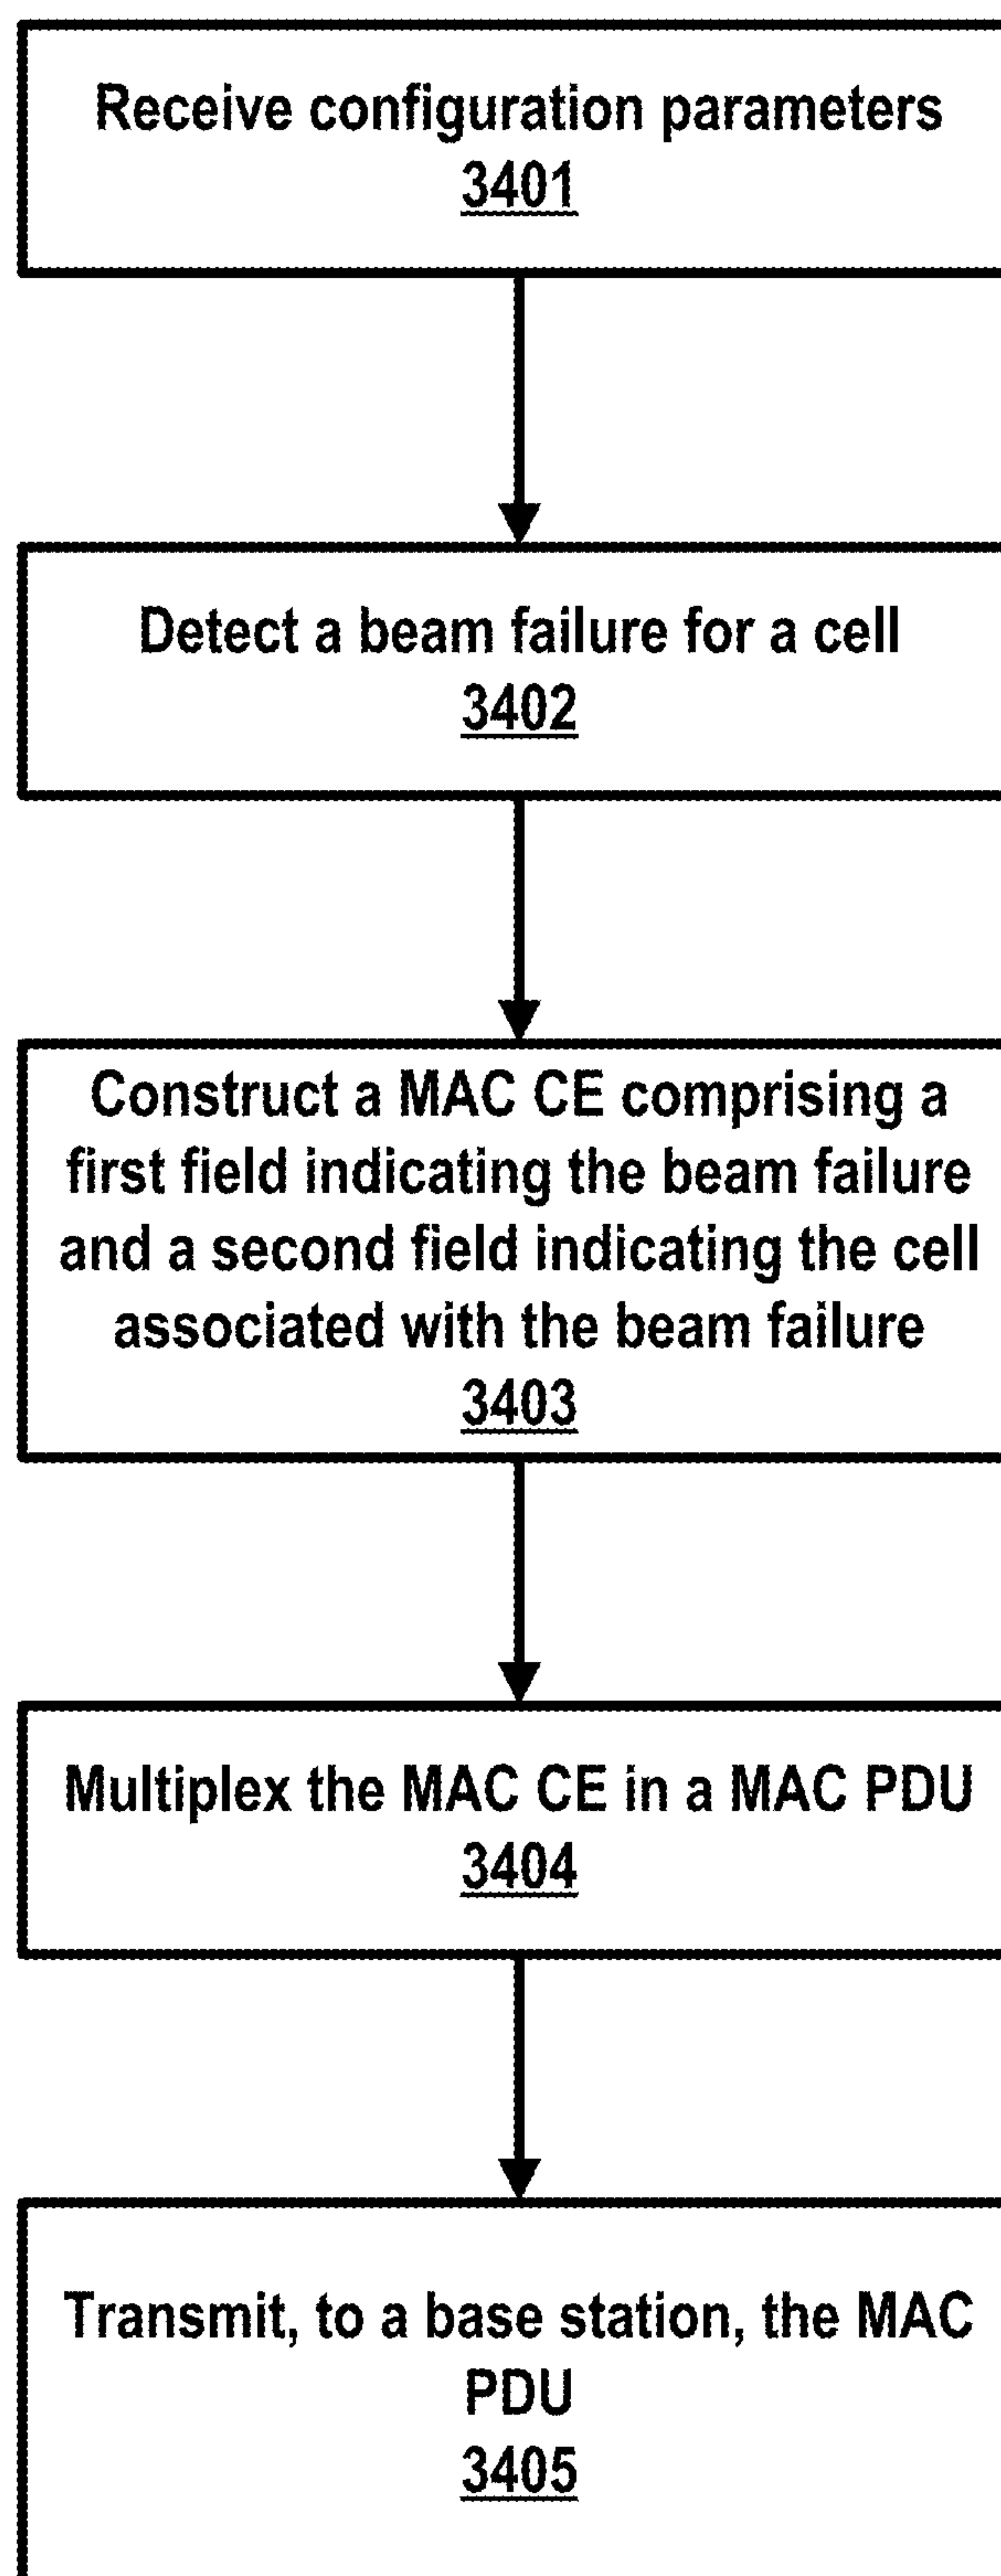 Receive configuration parameters
3401
Detect a beam failure for a cell
3402
Construct a MAC CE comprising a
first field indicating the beam failure
and a second field indicating the cell
associated with the beam failure
3403
Multiplex the MAC CE in a MAC PDU
3404
Transmit, to a base station, the MAC
PDU
3405